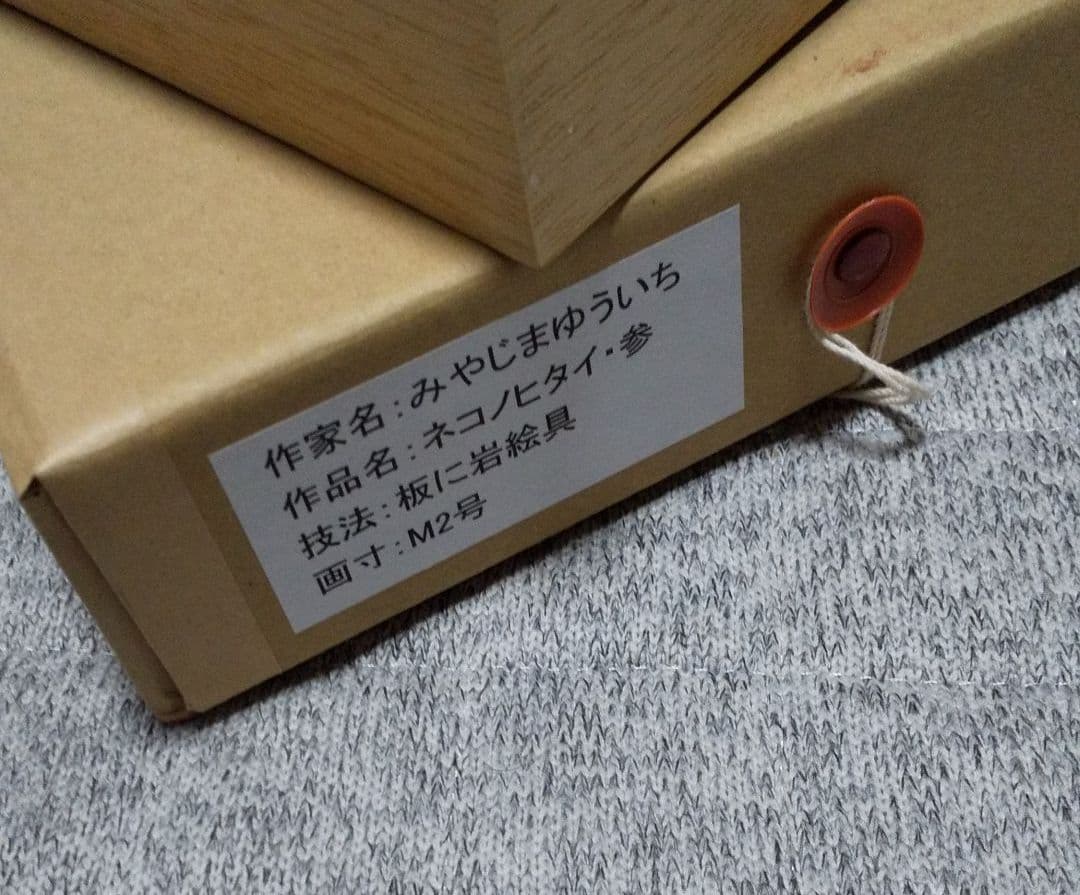 作家名：みやじまゆういち
作品名：ネコノヒタイ・参
技法：板に岩絵具
画寸：M2号